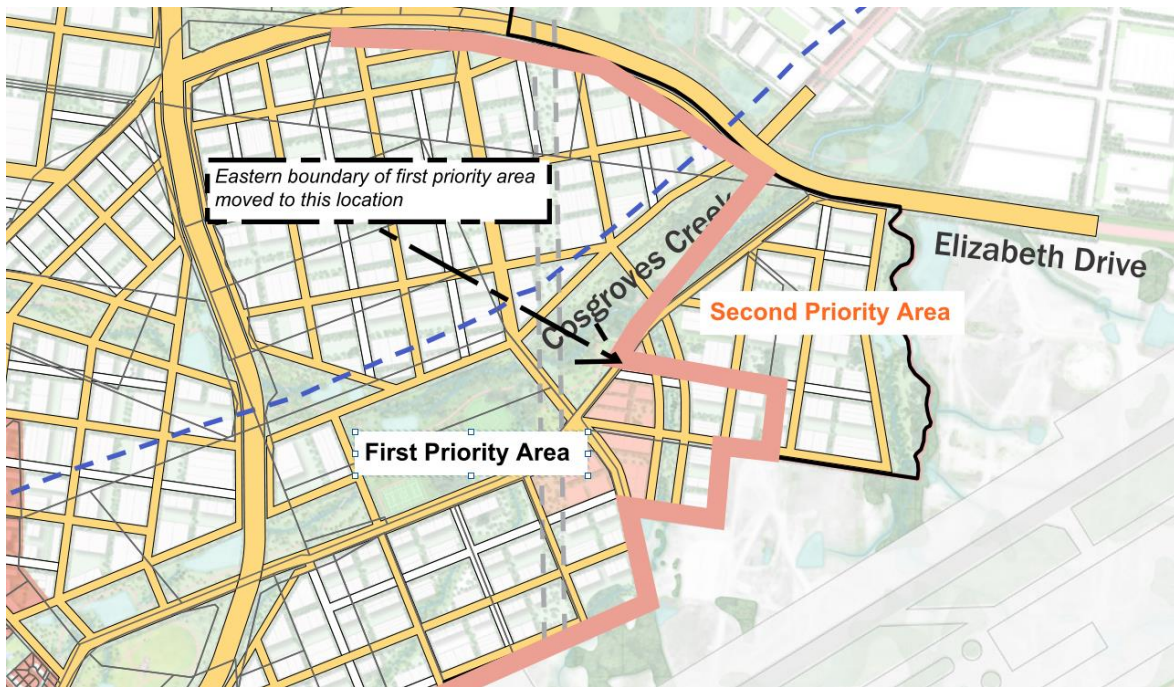 Eastern boundary of first priority area
moved to this location
Cosgroves Creek
Elizabeth Drive
Second Priority Area
First Priority Area